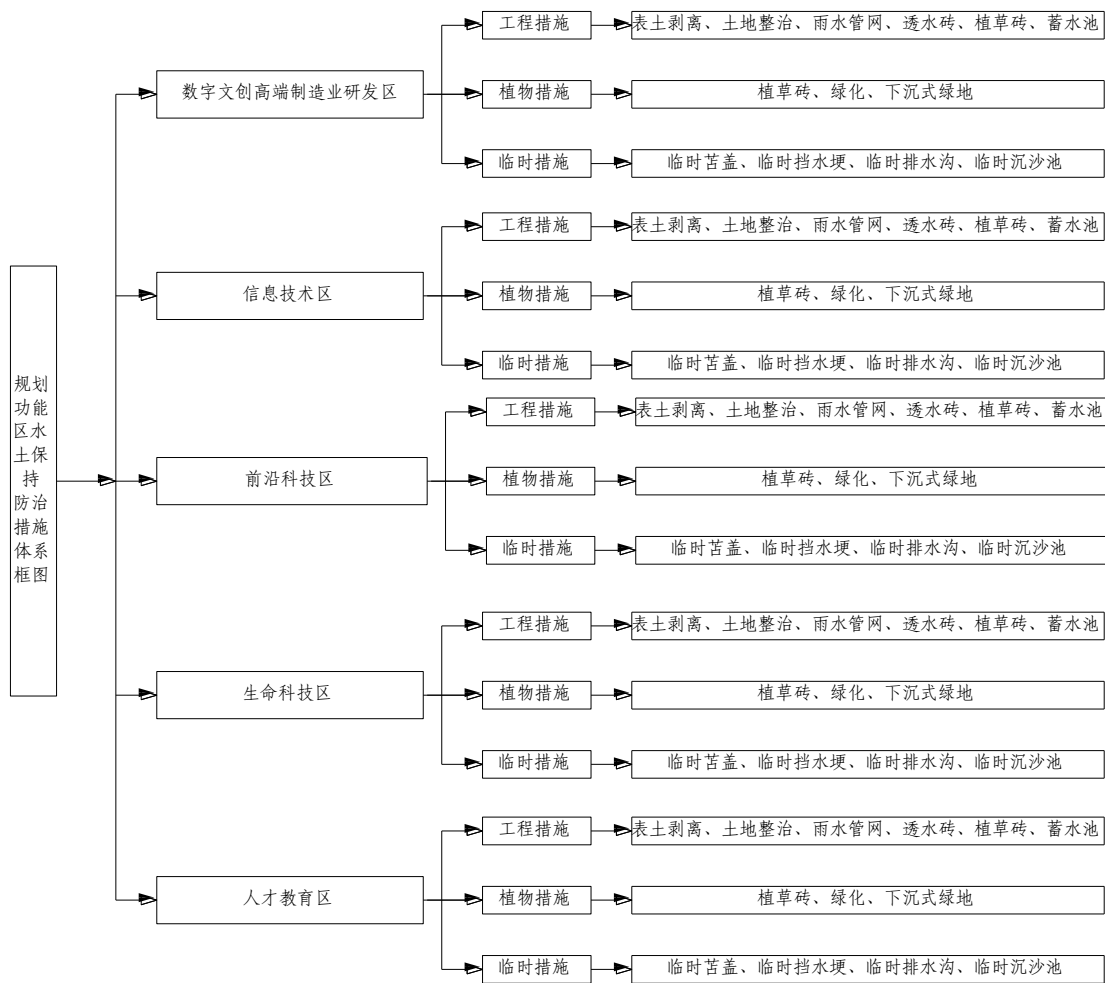 规划
功能
区水
土保
持
防治
措施
体系
框图
数字文创高端制造业研发区
工程措施
表土剥离、土地整治、雨水管网、透水砖、植草砖、蓄水池
植物措施
植草砖、绿化、下沉式绿地
临时措施
临时苫盖、临时挡水埂、临时排水沟、临时沉沙池
信息技术区
工程措施
表土剥离、土地整治、雨水管网、透水砖、植草砖、蓄水池
植物措施
植草砖、绿化、下沉式绿地
临时措施
临时苫盖、临时挡水埂、临时排水沟、临时沉沙池
前沿科技区
工程措施
表土剥离、土地整治、雨水管网、透水砖、植草砖、蓄水池
植物措施
植草砖、绿化、下沉式绿地
临时措施
临时苫盖、临时挡水埂、临时排水沟、临时沉沙池
生命科技区
工程措施
表土剥离、土地整治、雨水管网、透水砖、植草砖、蓄水池
植物措施
植草砖、绿化、下沉式绿地
临时措施
临时苫盖、临时挡水埂、临时排水沟、临时沉沙池
人才教育区
工程措施
表土剥离、土地整治、雨水管网、透水砖、植草砖、蓄水池
植物措施
植草砖、绿化、下沉式绿地
临时措施
临时苫盖、临时挡水埂、临时排水沟、临时沉沙池